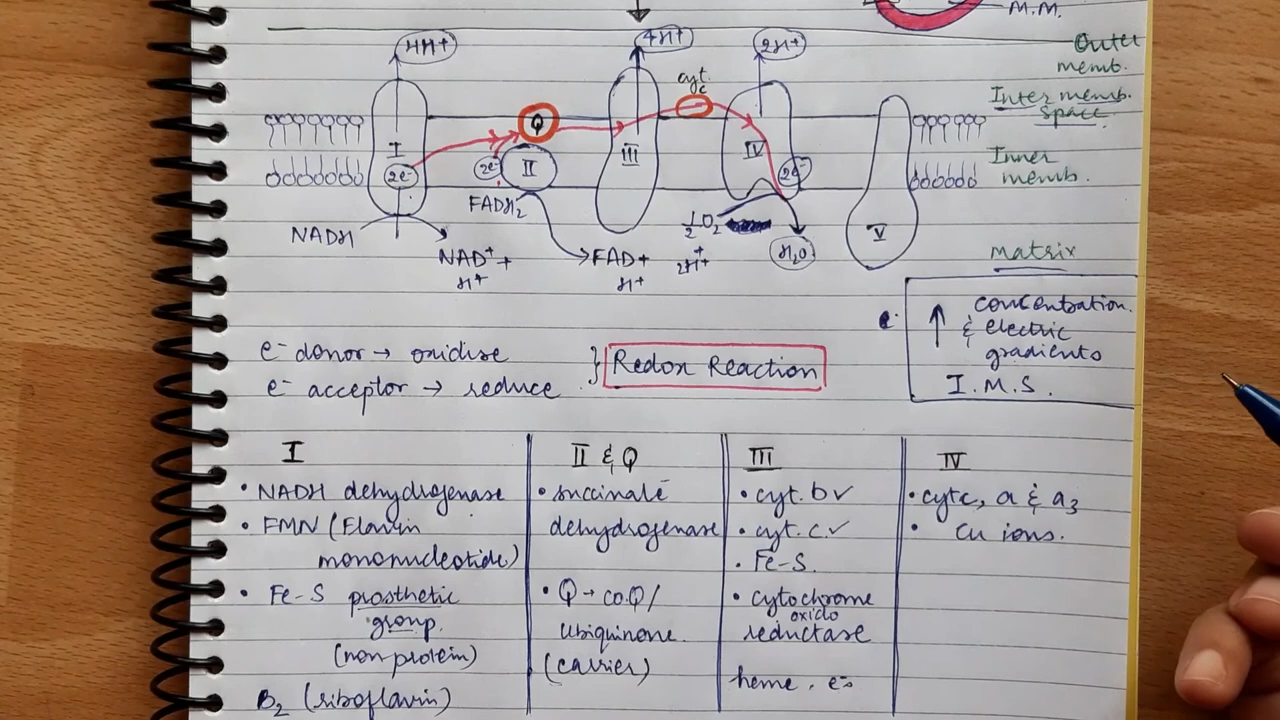 M.M.
4H+
4H+
2H+
Outer
memb.
cyt.
c
Inter memb.
space
Q
I
III
IV
Inner
memb.
2e-
2e-
II
2e-
FADH2
½O2
V
NADH
NAD+ +
H+
FAD+
H+
+
2H+
H2O
matrix
↑ concentration
& electric
gradients
I.M.S.
e- donor → oxidise
e- acceptor → reduce
} Redox Reaction
I
• NADH dehydrogenase
• FMN (Flavin
mononucleotide)
• Fe-S prosthetic
group.
(non protein)
B2 (riboflavin)
II & Q
• succinate
dehydrogenase
• Q → co.Q/
Ubiquinone.
(carrier)
III
• cyt. b ✓
• cyt. c ✓
• Fe-S.
• cytochrome
oxido
reductase
heme.
IV
• cytc, a & a3
• Cu ions.